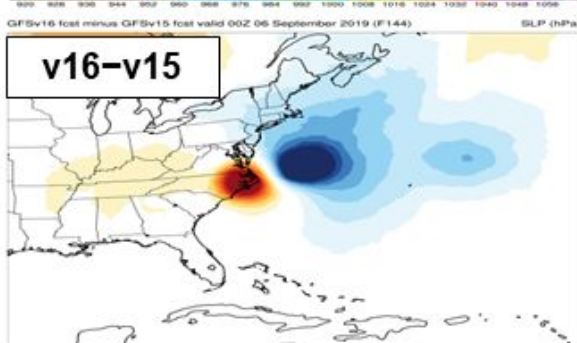 920 928 936 944 952 960 968 976 984 992 1000 1008 1016 1024 1032 1040 1048 1056
GFSv16 fcst minus GFSv15 fcst valid 00Z 06 September 2019 (F144) SLP (hPa
v16−v15